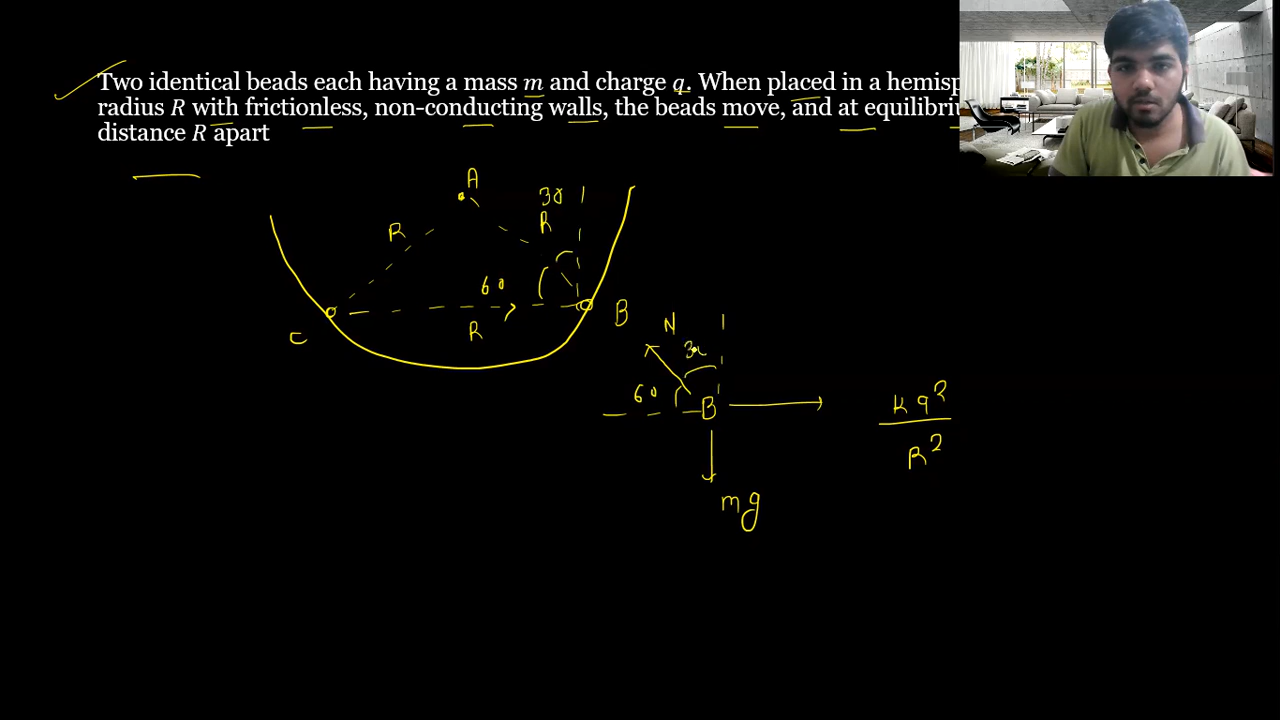 Two identical beads each having a mass m and charge q. When placed in a hemisp
radius R with frictionless, non-conducting walls, the beads move, and at equilibri
distance R apart
A
30
R
R
60
R
B
C
N
30
60
B
kq²
R²
mg